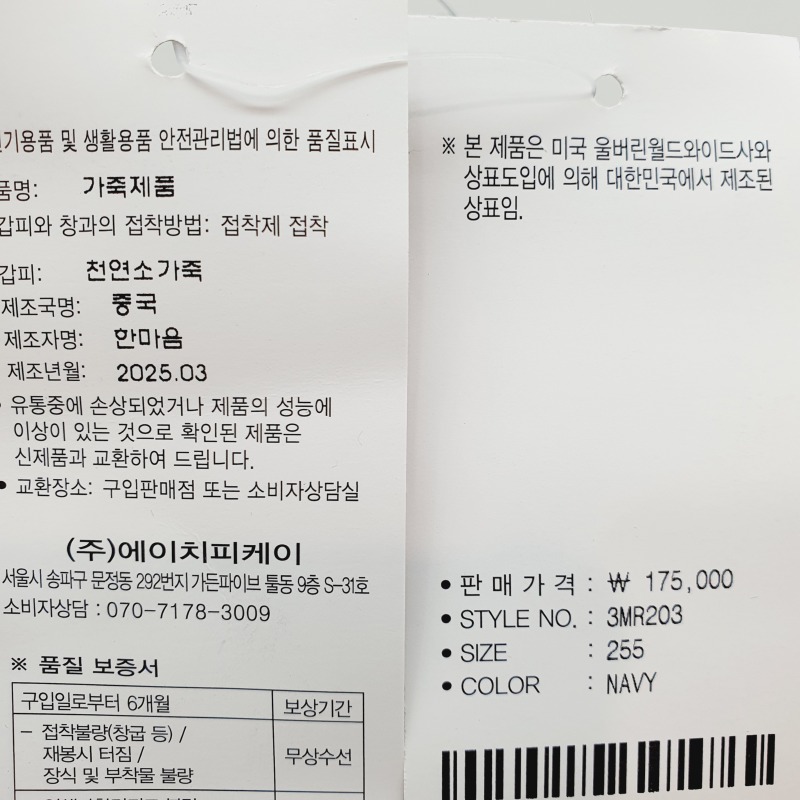 기용품 및 생활용품 안전관리법에 의한 품질표시
품명: 가죽제품
갑피와 창과의 접착방법: 접착제 접착
갑피: 천연소가죽
제조국명: 중국
제조자명: 한마음
제조년월: 2025.03
• 유통중에 손상되었거나 제품의 성능에
이상이 있는 것으로 확인된 제품은
신제품과 교환하여 드립니다.
• 교환장소: 구입판매점 또는 소비자상담실
(주)에이치피케이
서울시 송파구 문정동 292번지 가든파이브 툴동 9층 S-31호
소비자상담 : 070-7178-3009
※ 품질 보증서
구입일로부터 6개월 보상기간
- 접착불량(창굽 등) /
재봉시 터짐 /
장식 및 부착물 불량
무상수선
※ 본 제품은 미국 울버린월드와이드사와
상표도입에 의해 대한민국에서 제조된
상표임.
• 판매가격 : ₩ 175,000
• STYLE NO. : 3MR203
• SIZE : 255
• COLOR : NAVY